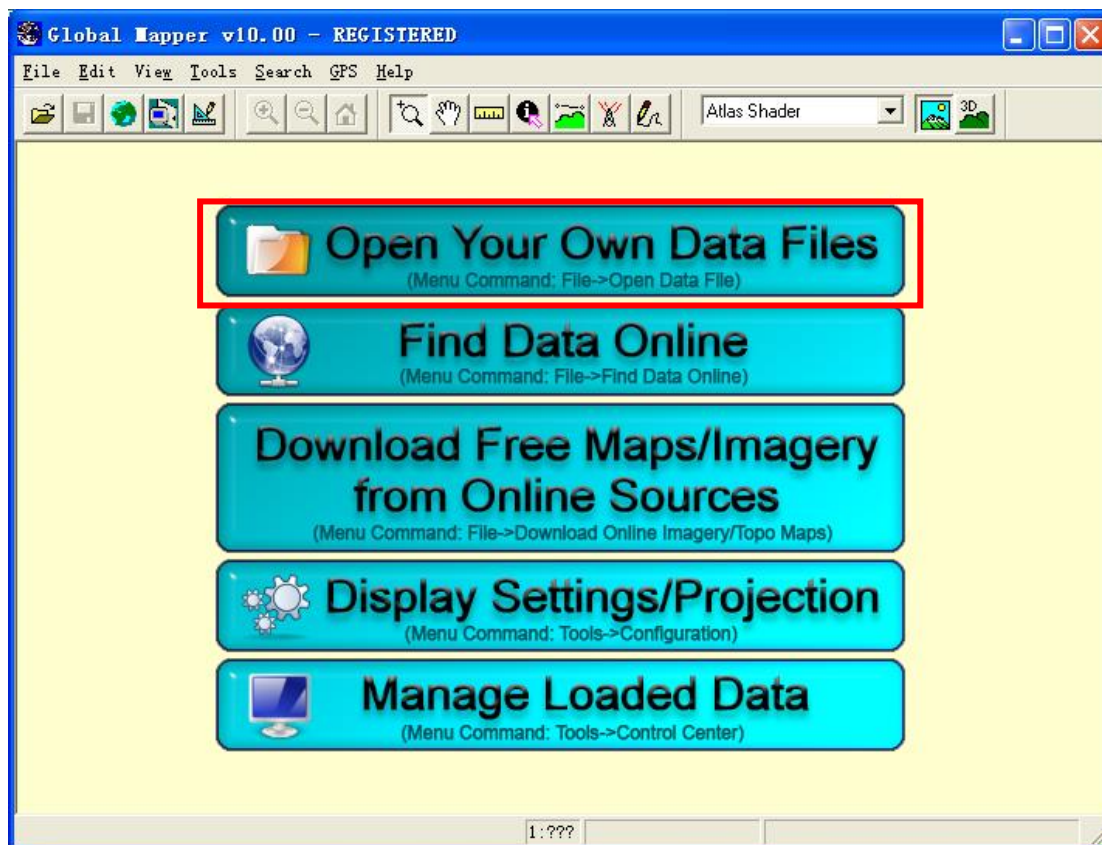 Global Mapper v10.00 - REGISTERED
File Edit View Tools Search GPS Help
Atlas Shader
3D
Open Your Own Data Files
(Menu Command: File->Open Data File)
Find Data Online
(Menu Command: File->Find Data Online)
Download Free Maps/Imagery
from Online Sources
(Menu Command: File->Download Online Imagery/Topo Maps)
Display Settings/Projection
(Menu Command: Tools->Configuration)
Manage Loaded Data
(Menu Command: Tools->Control Center)
1:???